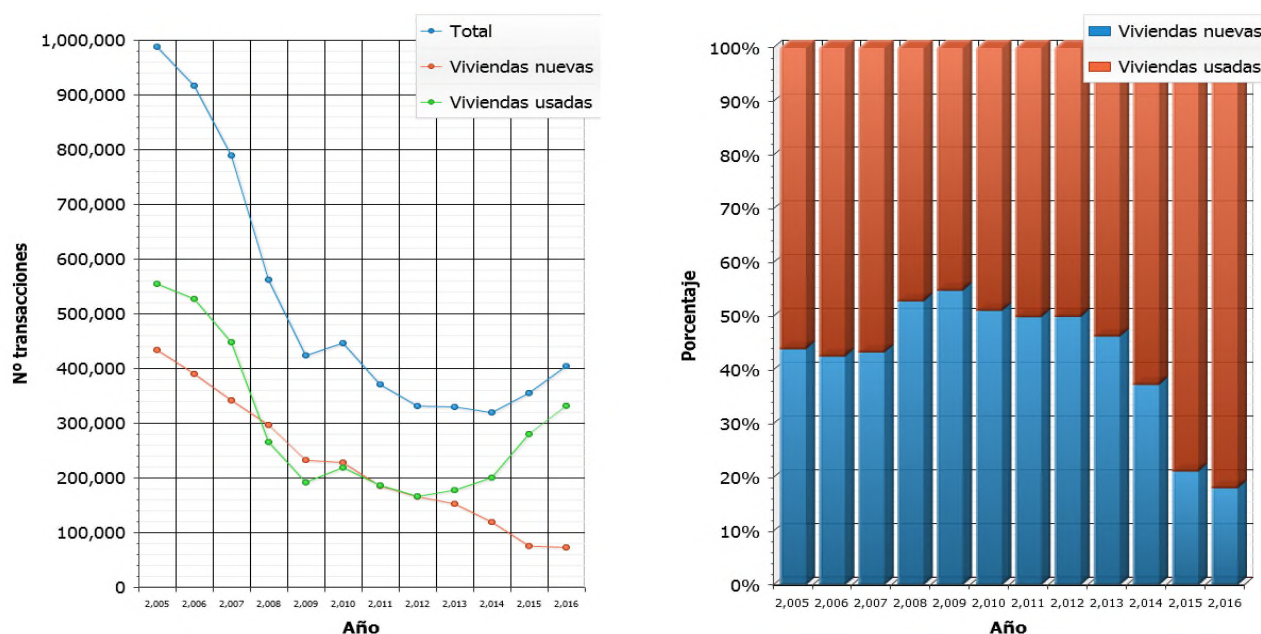 Total
Viviendas nuevas
Viviendas usadas
1,000,000
900,000
800,000
700,000
600,000
500,000
400,000
300,000
200,000
100,000
0
Nº transacciones
2,005 2,006 2,007 2,008 2,009 2,010 2,011 2,012 2,013 2,014 2,015 2,016
Año
Viviendas nuevas
Viviendas usadas
100%
90%
80%
70%
60%
50%
40%
30%
20%
10%
0%
Porcentaje
2,005 2,006 2,007 2,008 2,009 2,010 2,011 2,012 2,013 2,014 2,015 2,016
Año